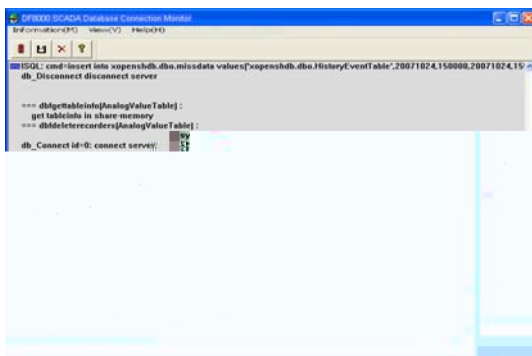 DF8000 SCADA Database Connection Monitor
Information(M) View(V) Help(H)
ISQL: cmd=insert into xopenshdb.dbo.missdata values['xopenshdb.dbo.HistoryEventTable',20071024,150000,20071024,15
db_Disconnect disconnect server
=== dbfgettableinfo[AnalogValueTable] :
get tableinfo in share-memory
=== dbfdeleterecorders[AnalogValueTable] :
sy
db_Connect id=0: connect server: